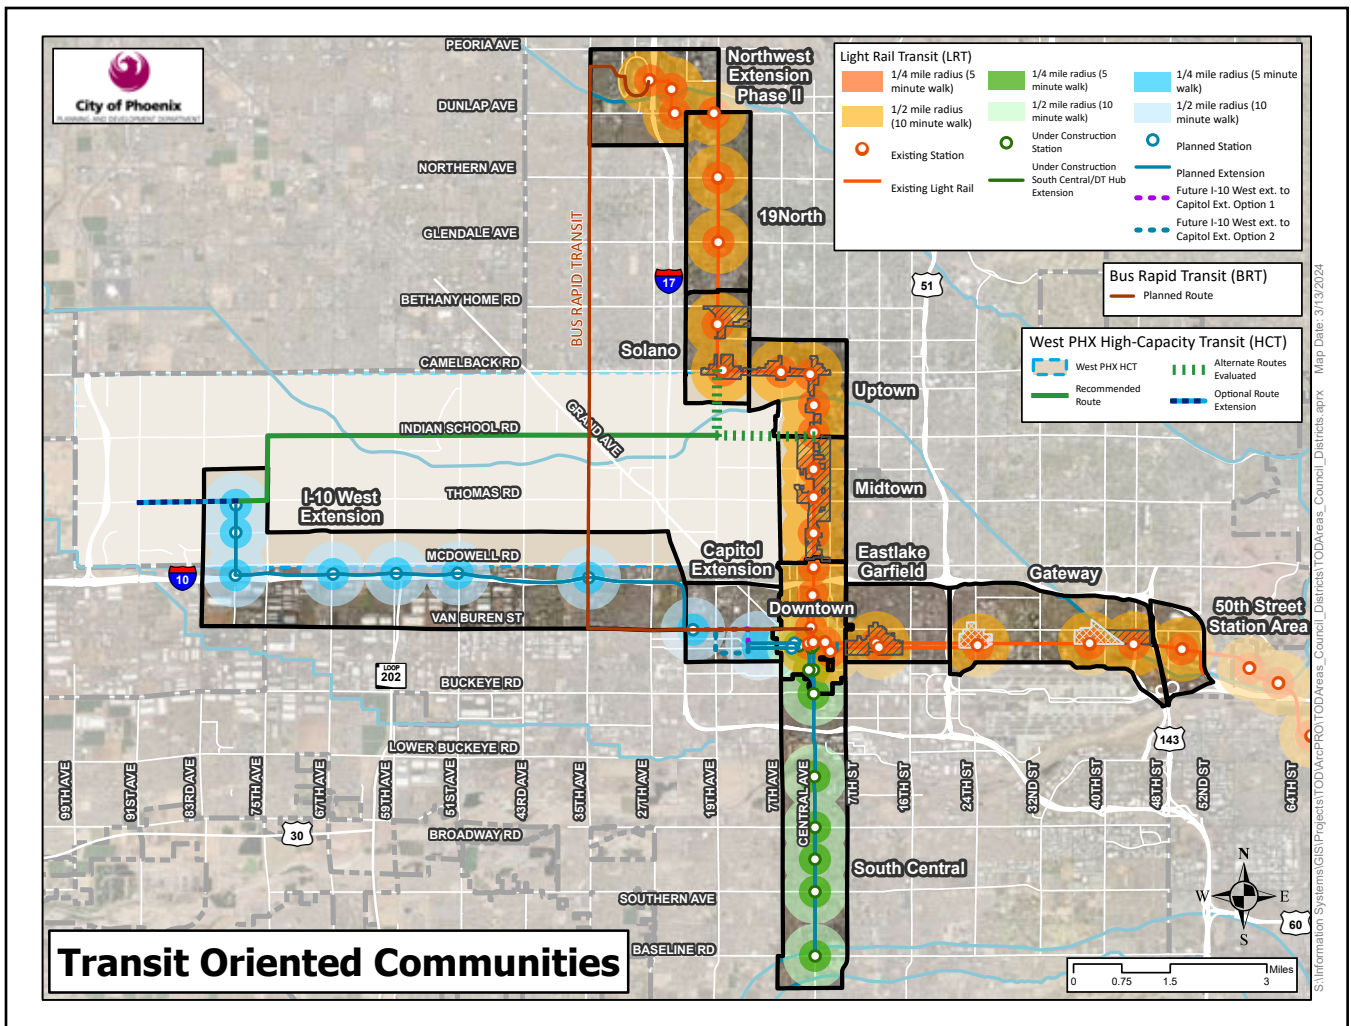 City of Phoenix
PLANNING AND DEVELOPMENT DEPARTMENT
PEORIA AVE
DUNLAP AVE
NORTHERN AVE
GLENDALE AVE
BETHANY HOME RD
CAMELBACK RD
INDIAN SCHOOL RD
THOMAS RD
MCDOWELL RD
VAN BUREN ST
BUCKEYE RD
LOWER BUCKEYE RD
BROADWAY RD
SOUTHERN AVE
BASELINE RD
GRAND AVE
BUS RAPID TRANSIT
Northwest
Extension
Phase II
19North
Solano
Uptown
Midtown
I-10 West
Extension
Capitol
Extension
Eastlake
Garfield
Downtown
Gateway
50th Street
Station Area
South Central
17
51
10
LOOP
202
143
30
60
99TH AVE
91ST AVE
83RD AVE
75TH AVE
67TH AVE
59TH AVE
51ST AVE
43RD AVE
35TH AVE
27TH AVE
19TH AVE
7TH AVE
CENTRAL AVE
7TH ST
16TH ST
24TH ST
32ND ST
40TH ST
48TH ST
52ND ST
64TH ST
Light Rail Transit (LRT)
1/4 mile radius (5
minute walk)
1/2 mile radius
(10 minute walk)
Existing Station
Existing Light Rail
1/4 mile radius (5
minute walk)
1/2 mile radius (10
minute walk)
Under Construction
Station
Under Construction
South Central/DT Hub
Extension
1/4 mile radius (5 minute
walk)
1/2 mile radius (10
minute walk)
Planned Station
Planned Extension
Future I-10 West ext. to
Capitol Ext. Option 1
Future I-10 West ext. to
Capitol Ext. Option 2
Bus Rapid Transit (BRT)
Planned Route
West PHX High-Capacity Transit (HCT)
West PHX HCT
Recommended
Route
Alternate Routes
Evaluated
Optional Route
Extension
N
W
E
S
0
0.75
1.5
3
Miles
Transit Oriented Communities
S:\Information Systems\GIS\Projects\TOD\ArcPRO\TODAreas_Council_Districts\TODAreas_Council_Districts.aprx Map Date: 3/13/2024